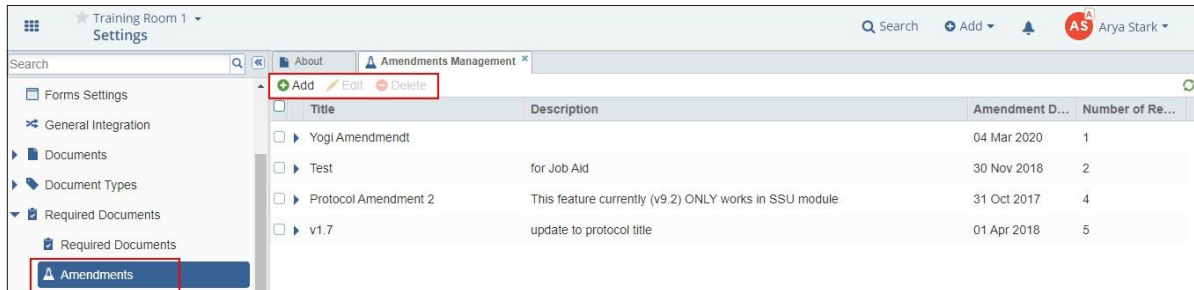 Training Room 1
Settings
Search
Add
A
AS
Arya Stark
Search
About
Amendments Management
Forms Settings
General Integration
Documents
Document Types
Required Documents
Required Documents
Amendments
Add Edit Delete
Title Description Amendment D... Number of Re...
Yogi Amendmendt 04 Mar 2020 1
Test for Job Aid 30 Nov 2018 2
Protocol Amendment 2 This feature currently (v9.2) ONLY works in SSU module 31 Oct 2017 4
v1.7 update to protocol title 01 Apr 2018 5